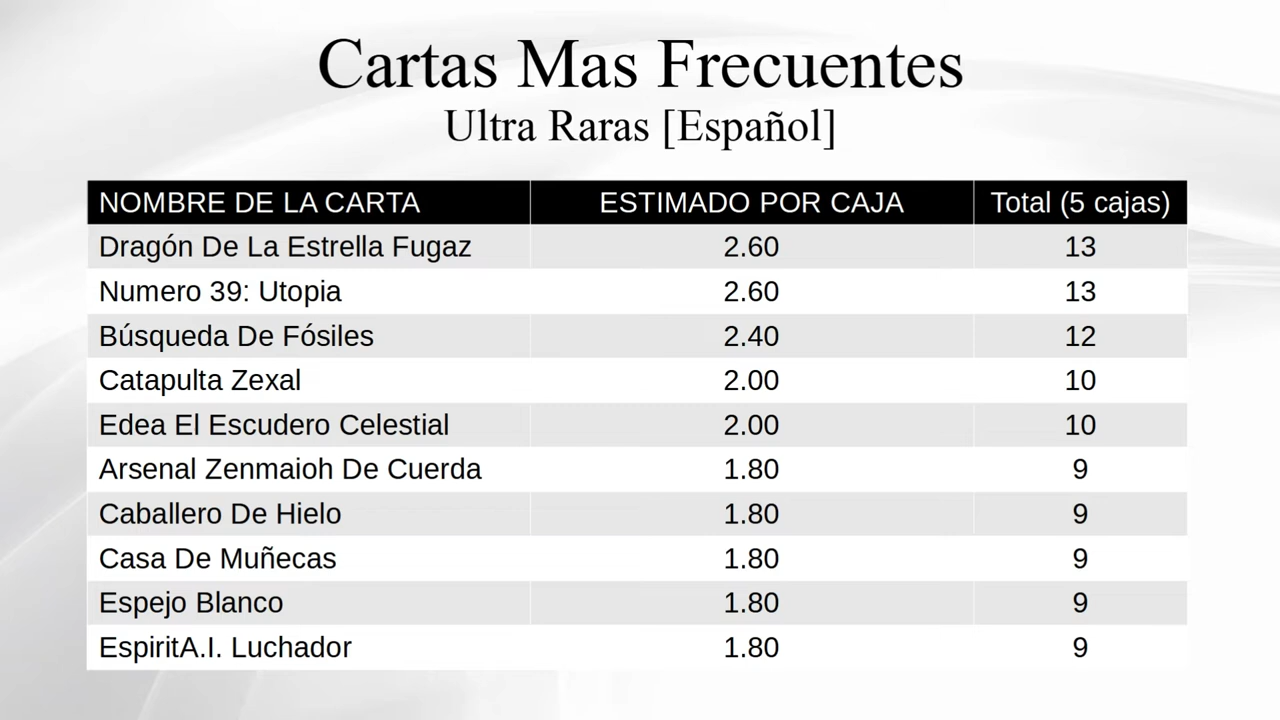 Cartas Mas Frecuentes
Ultra Raras [Español]
NOMBRE DE LA CARTA ESTIMADO POR CAJA Total (5 cajas)
Dragón De La Estrella Fugaz 2.60 13
Numero 39: Utopia 2.60 13
Búsqueda De Fósiles 2.40 12
Catapulta Zexal 2.00 10
Edea El Escudero Celestial 2.00 10
Arsenal Zenmaioh De Cuerda 1.80 9
Caballero De Hielo 1.80 9
Casa De Muñecas 1.80 9
Espejo Blanco 1.80 9
EspiritA.I. Luchador 1.80 9